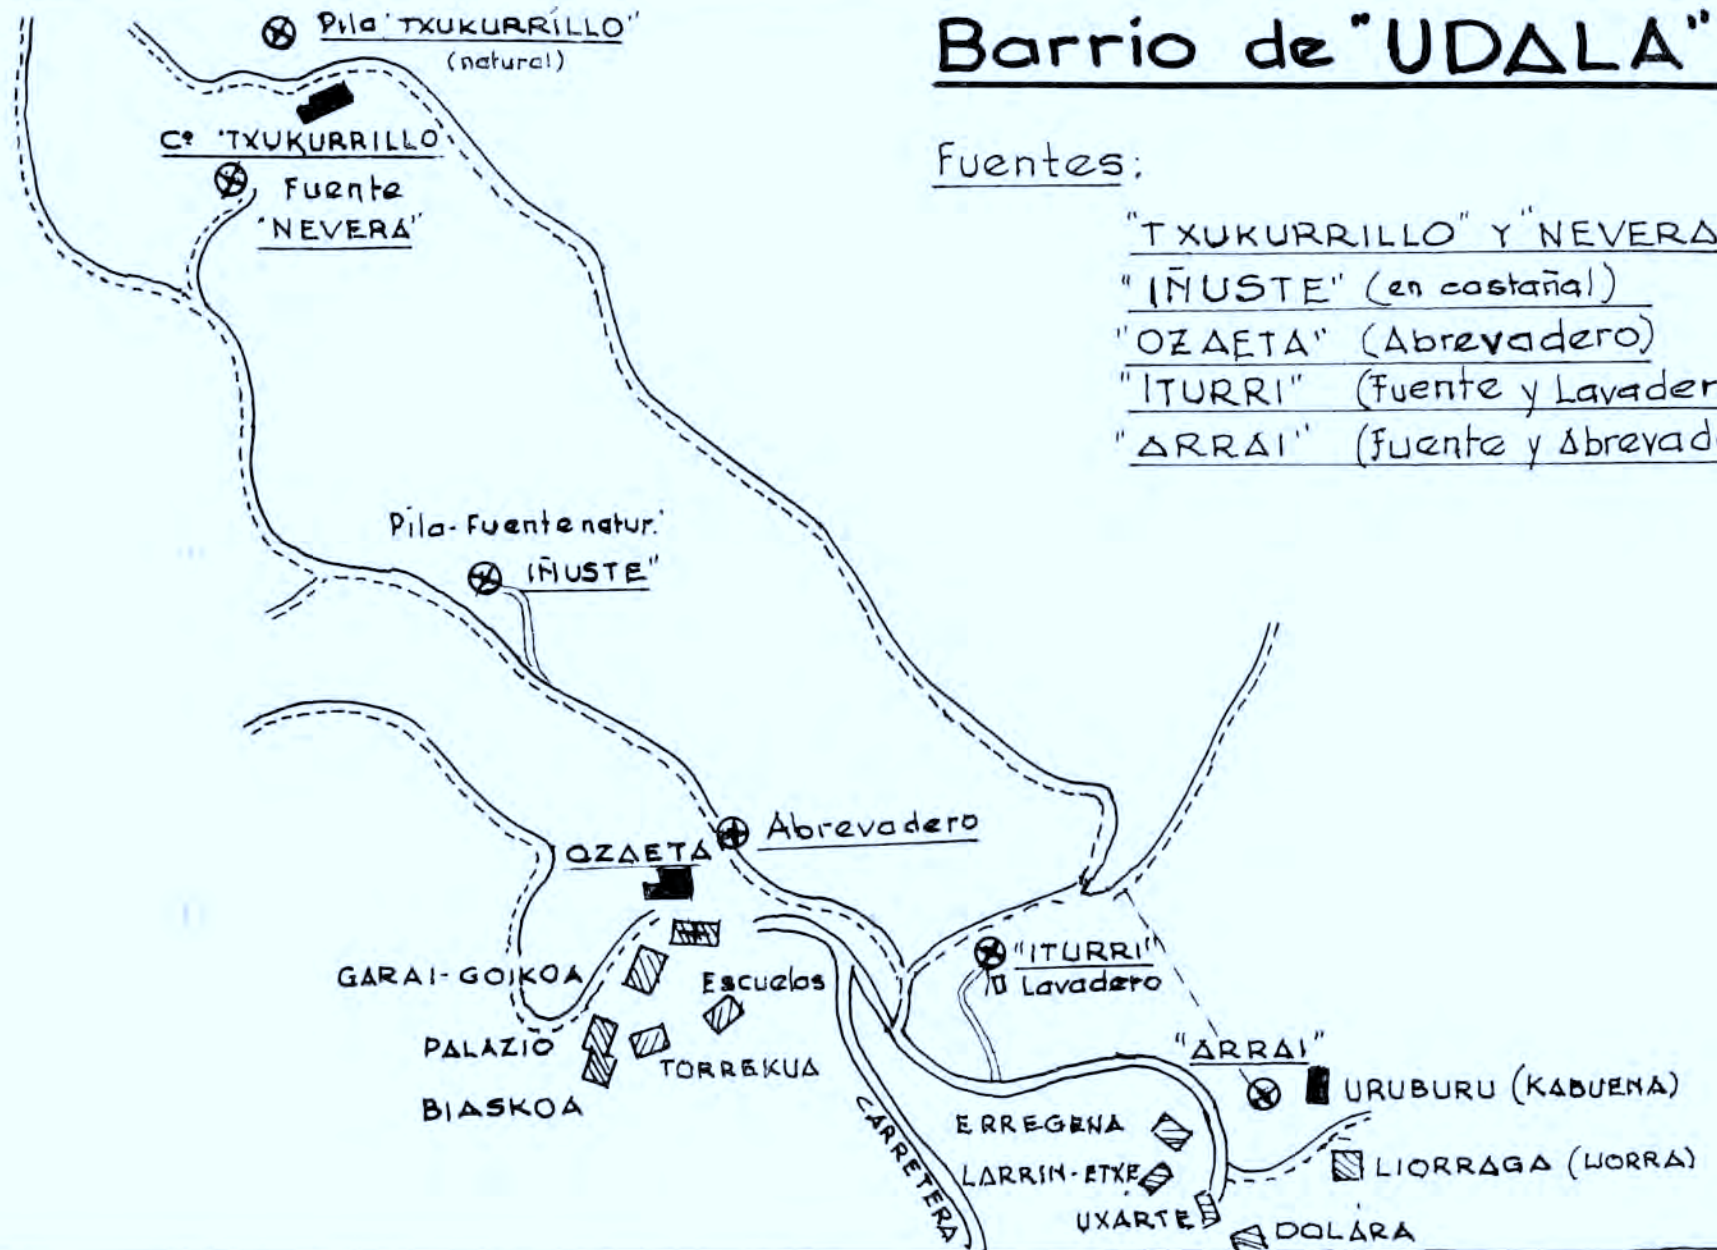 Barrio de "UDALA"
Pila "TXUKURRILLO"
(natural)
Cº "TXUKURRILLO
Fuente
"NEVERA"
Fuentes:
"TXUKURRILLO" Y "NEVERA
"IÑUSTE" (en castañal)
"OZAETA" (Abrevadero)
"ITURRI" (Fuente y Lavader
"ARRAI" (Fuente y Abrevad
Pila-Fuente natur.
IÑUSTE"
Abrevadero
OZAETA
GARAI-GOIKOA
Escuelas
PALAZIO
TORREKUA
BIASKOA
CARRETERA
"ITURRI"
Lavadero
"ARRAI"
URUBURU (KABUENA)
ERREGENA
LIORRAGA (LIORRA)
LARRIN-ETXE
UXARTE
DOLARA